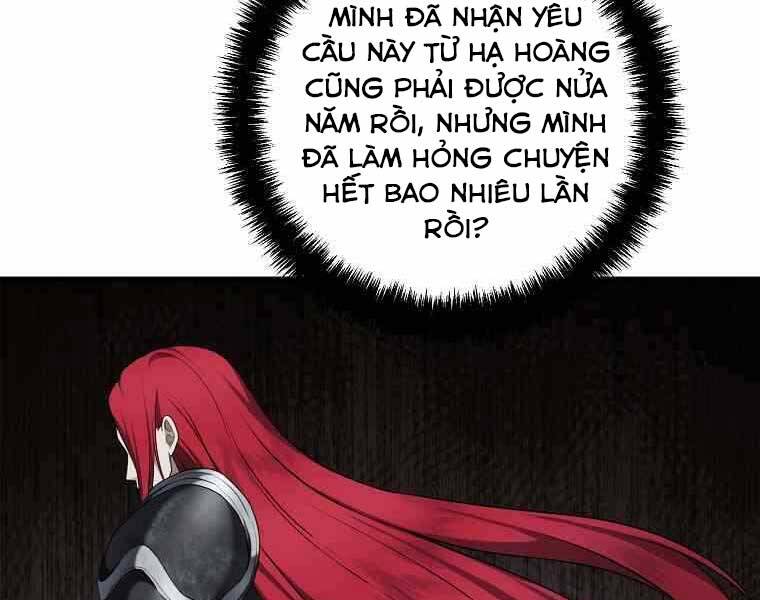 MÌNH ĐÃ NHẬN YÊU
CẦU NÀY TỪ HẠ HOÀNG
CŨNG PHẢI ĐƯỢC NỬA
NĂM RỒI, NHƯNG MÌNH
ĐÃ LÀM HỎNG CHUYỆN
HẾT BAO NHIÊU LẦN
RỒI?